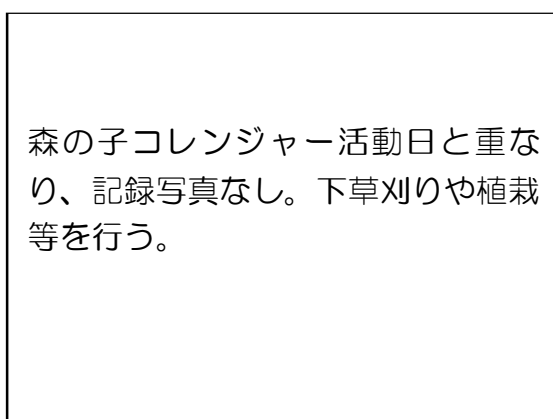 森の子コレンジャー活動日と重な
り、記録写真なし。下草刈りや植栽
等を行う。